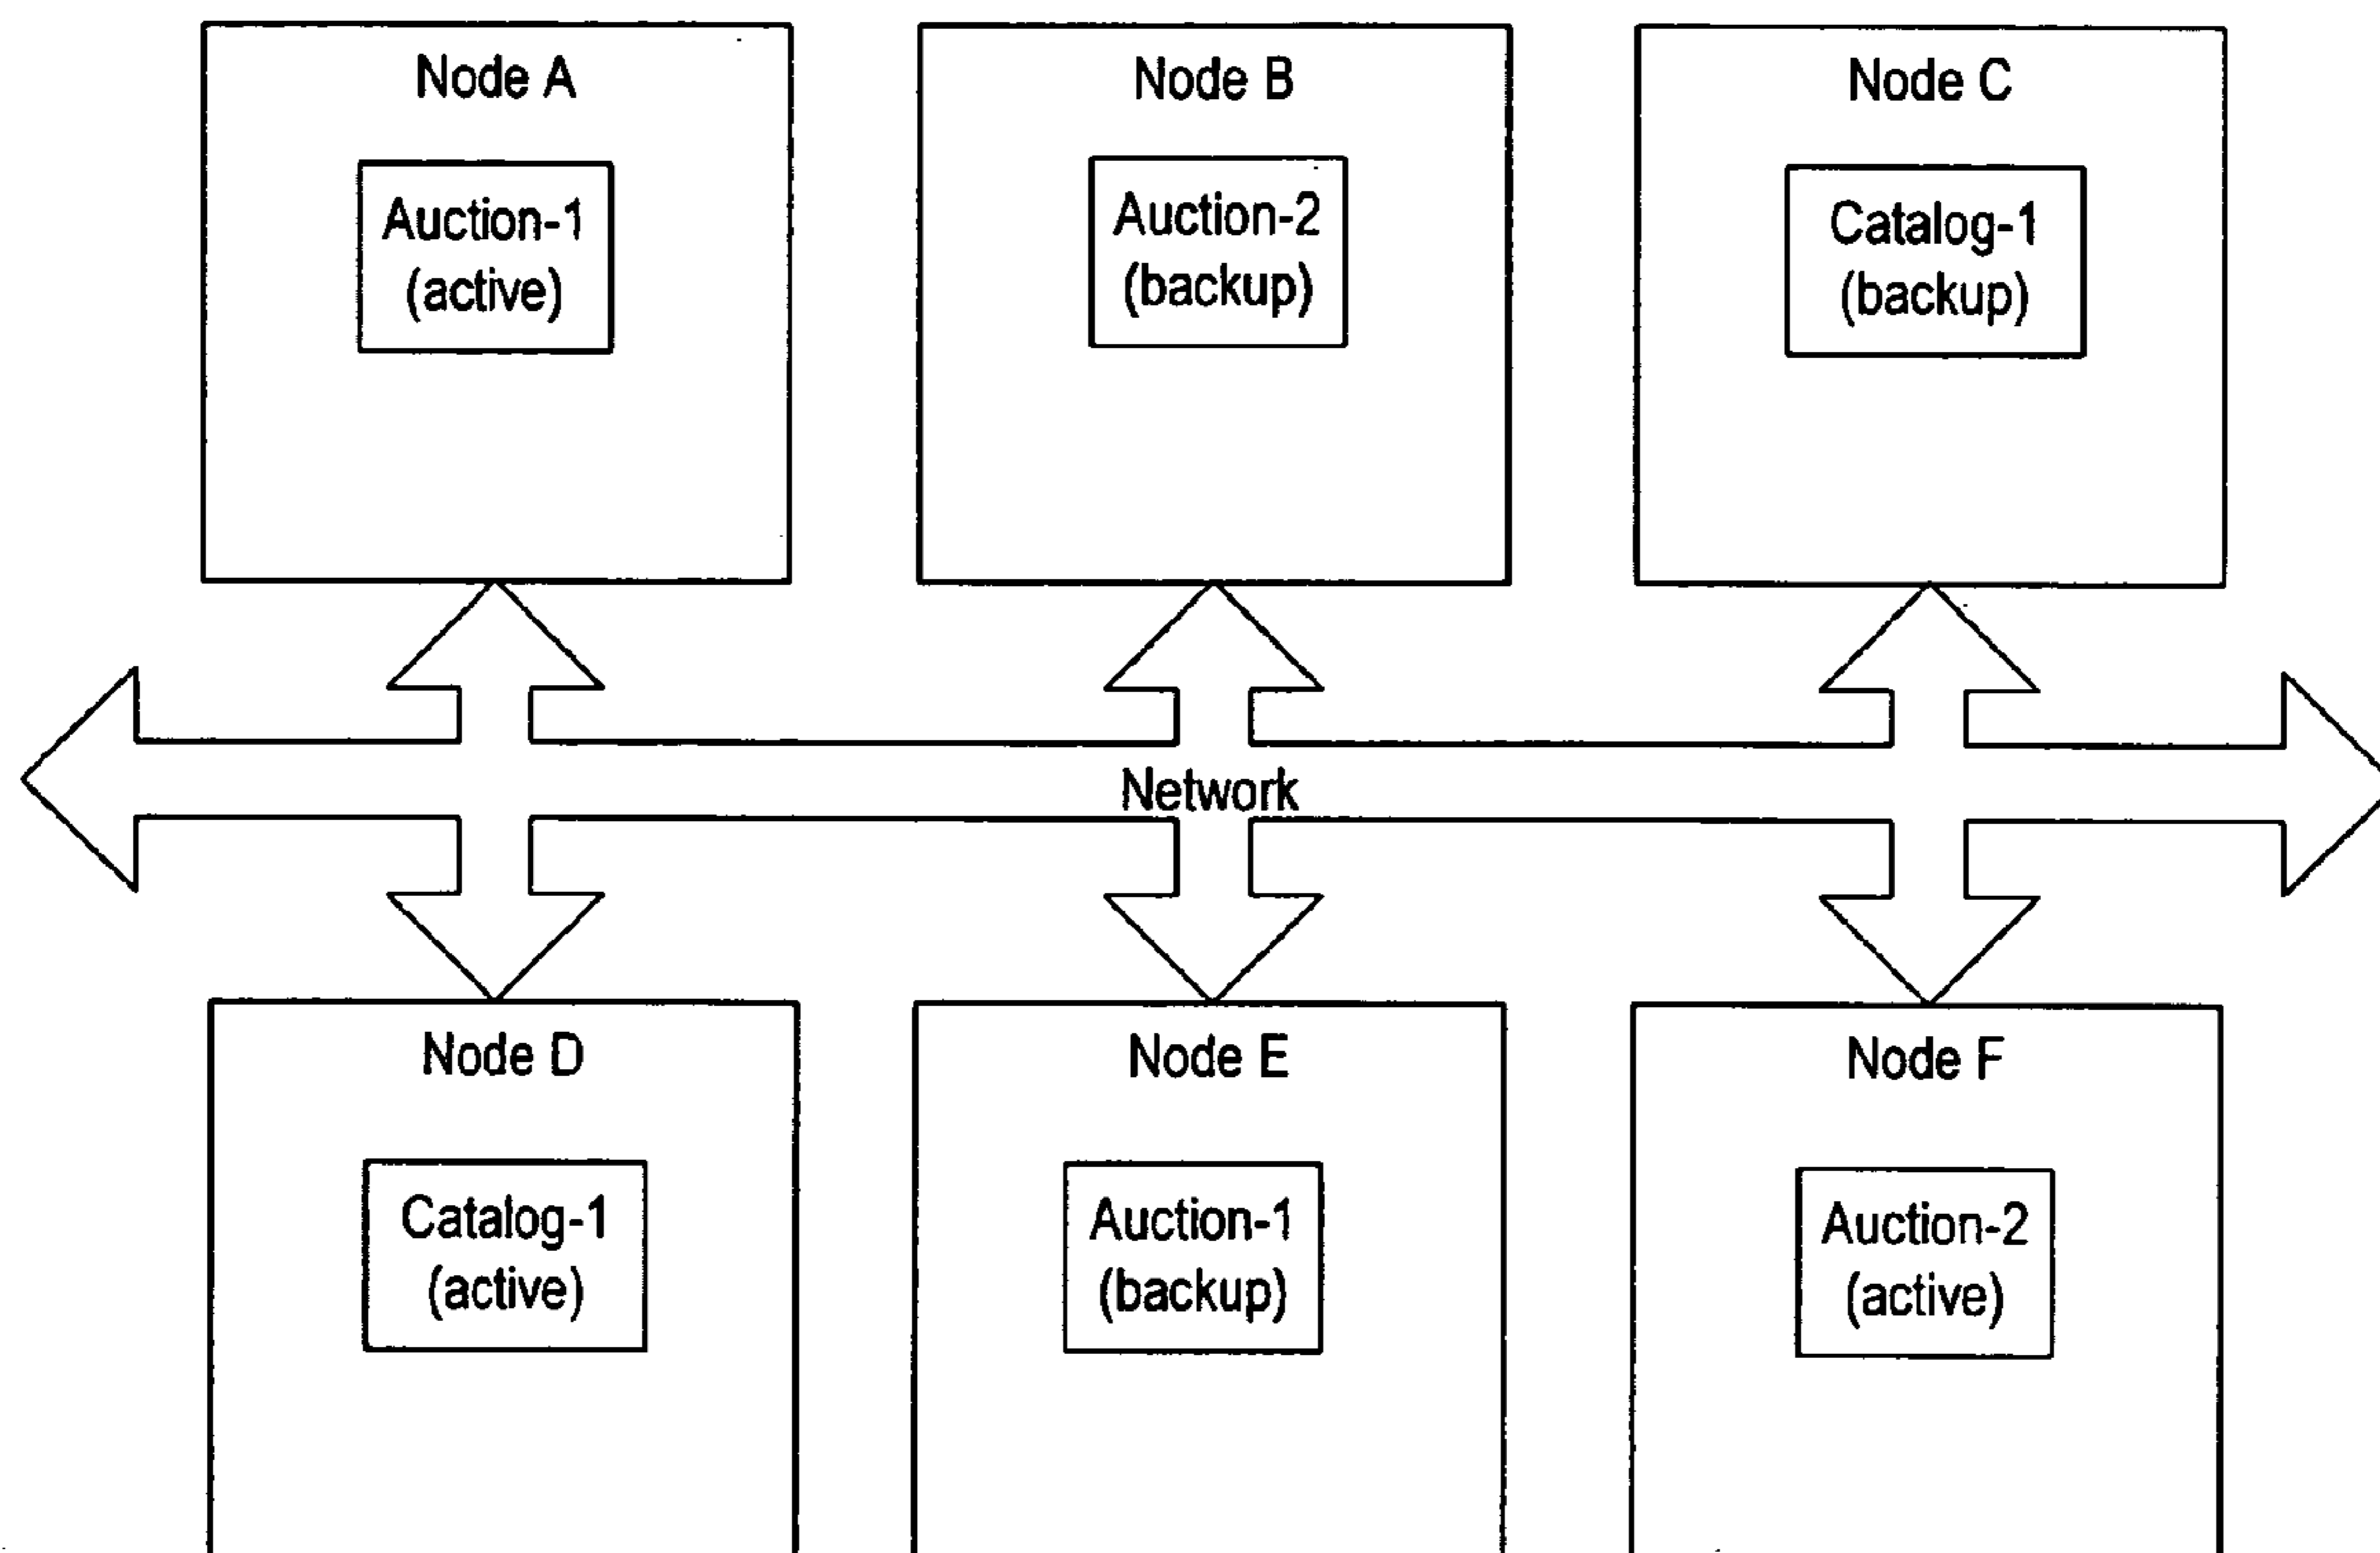 Node A
Auction-1
(active)
Node B
Auction-2
(backup)
Node C
Catalog-1
(backup)
Network
Node D
Catalog-1
(active)
Node E
Auction-1
(backup)
Node F
Auction-2
(active)